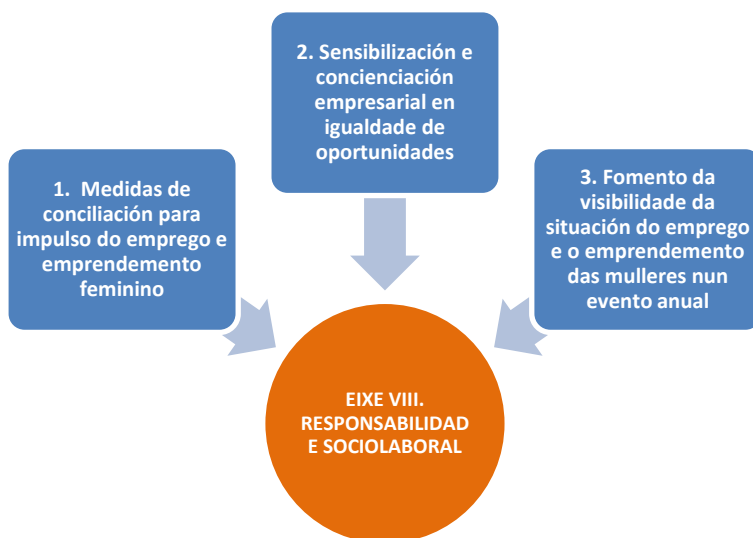 1. Medidas de
conciliación para
impulso do emprego e
emprendemento
feminino
2. Sensibilización e
concienciación
empresarial en
igualdade de
oportunidades
3. Fomento da
visibilidade da
situación do emprego
e o emprendemento
das mulleres nun
evento anual
EIXE VIII.
RESPONSABILIDAD
E SOCIOLABORAL